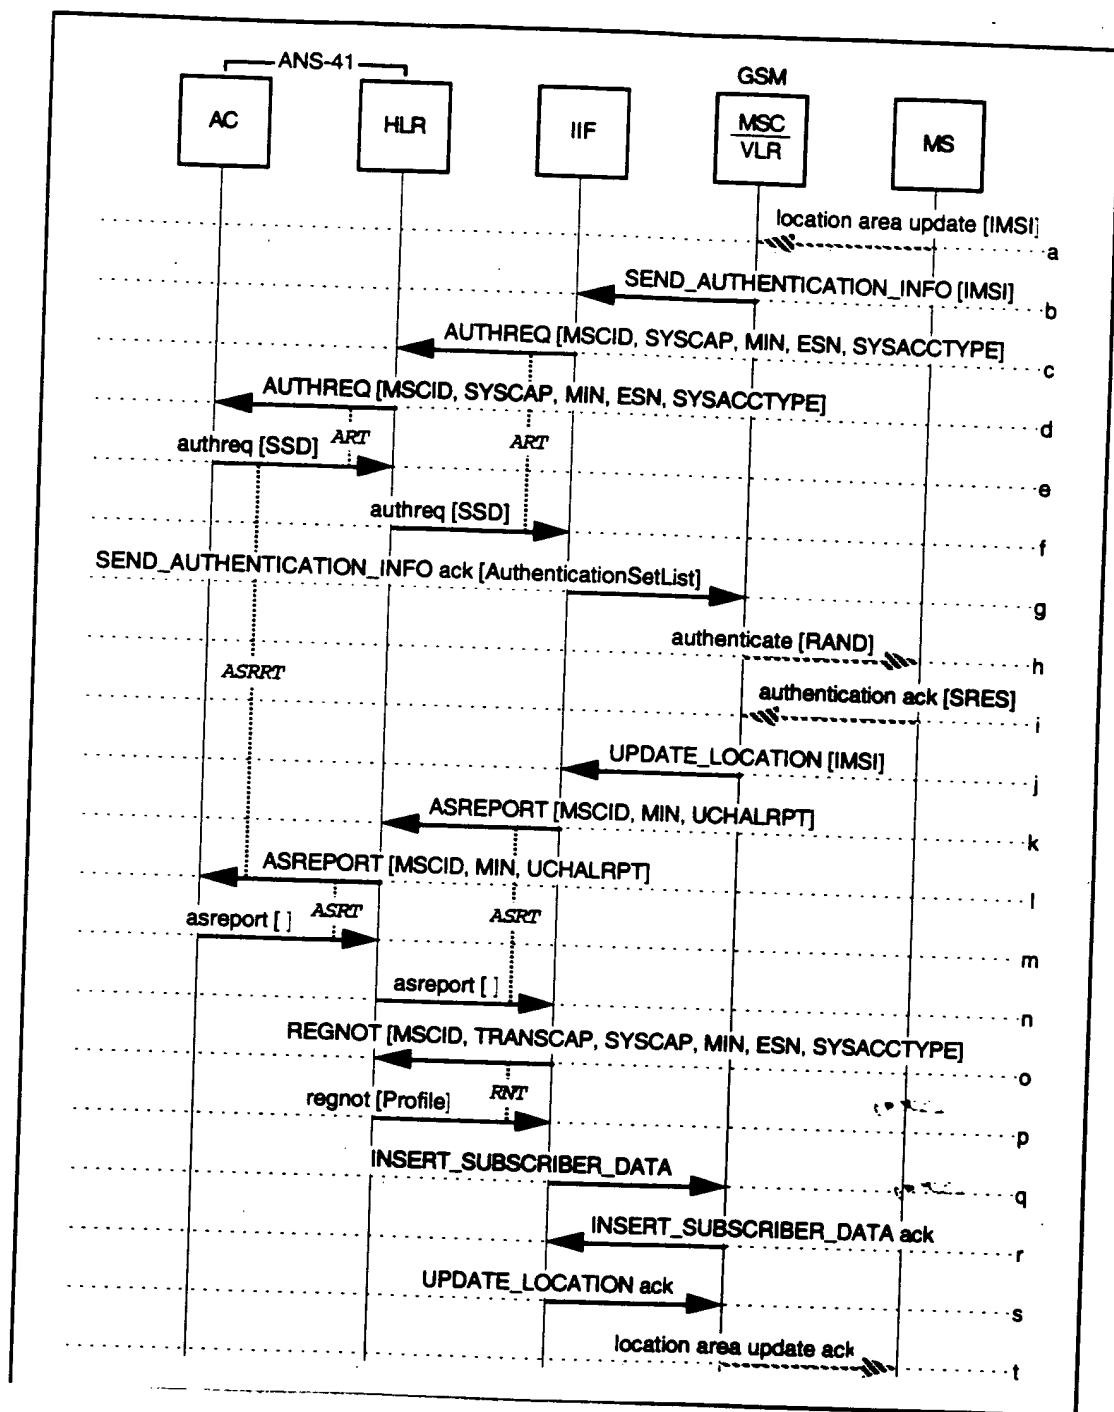 ANS-41
GSM
AC
HLR
IIF
MSC
VLR
MS
location area update [IMSI]
a
SEND_AUTHENTICATION_INFO [IMSI]
b
AUTHREQ [MSCID, SYSCAP, MIN, ESN, SYSACCTYPE]
c
AUTHREQ [MSCID, SYSCAP, MIN, ESN, SYSACCTYPE]
d
authreq [SSD]
ART
ART
e
authreq [SSD]
f
SEND_AUTHENTICATION_INFO ack [AuthenticationSetList]
g
authenticate [RAND]
h
ASRRT
authentication ack [SRES]
i
UPDATE_LOCATION [IMSI]
j
ASREPORT [MSCID, MIN, UCHALRPT]
k
ASREPORT [MSCID, MIN, UCHALRPT]
l
asreport [ ]
ASRT
ASRT
m
asreport [ ]
n
REGNOT [MSCID, TRANSCAP, SYSCAP, MIN, ESN, SYSACCTYPE]
o
regnot [Profile]
RNT
p
INSERT_SUBSCRIBER_DATA
q
INSERT_SUBSCRIBER_DATA ack
r
UPDATE_LOCATION ack
s
location area update ack
t